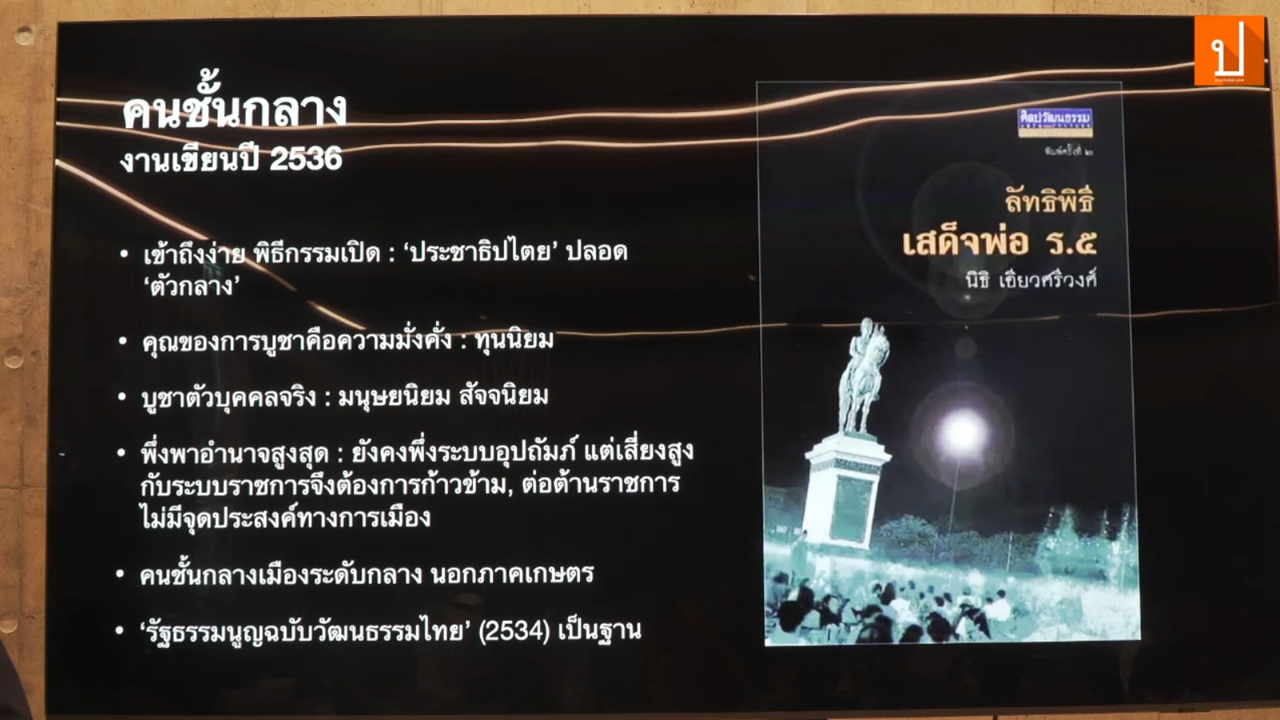 ป
คนชั้นกลาง
งานเขียนปี 2536
• เข้าถึงง่าย พิธีกรรมเปิด : ‘ประชาธิปไตย’ ปลอด
‘ตัวกลาง’
• คุณของการบูชาคือความมั่งคั่ง : ทุนนิยม
• บูชาตัวบุคคลจริง : มนุษยนิยม สัจจนิยม
• พึ่งพาอำนาจสูงสุด : ยังคงพึ่งระบบอุปถัมภ์ แต่เสี่ยงสูง
กับระบบราชการจึงต้องการก้าวข้าม, ต่อต้านราชการ
ไม่มีจุดประสงค์ทางการเมือง
• คนชั้นกลางเมืองระดับกลาง นอกภาคเกษตร
• ‘รัฐธรรมนูญฉบับวัฒนธรรมไทย’ (2534) เป็นฐาน
ศิลปวัฒนธรรม
พิมพ์ครั้งที่
ลัทธิพิธี
เสด็จพ่อ ร.๕
นิธิ เอียวศรีวงศ์